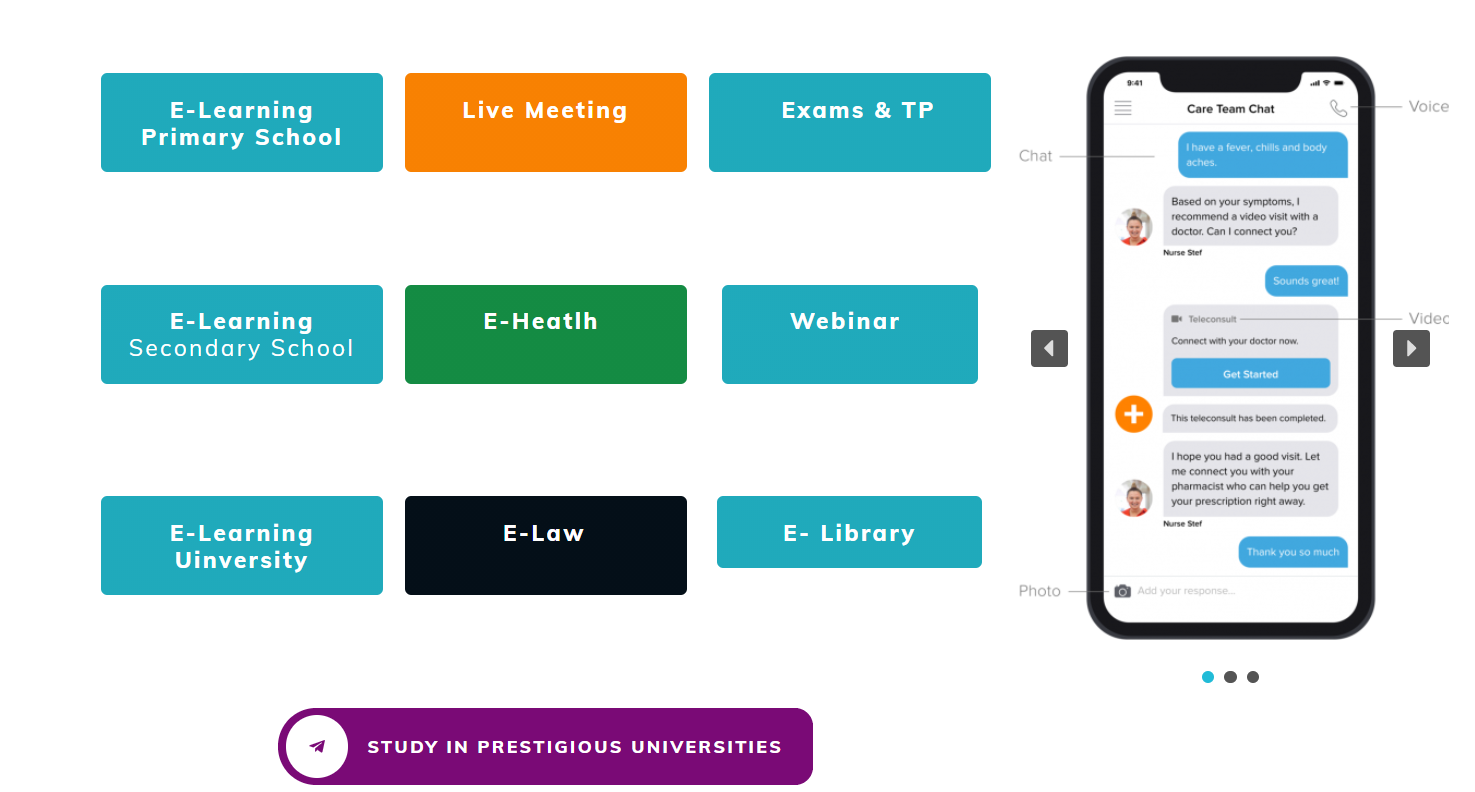 E-Learning
Primary School
Live Meeting
Exams & TP
E-Learning
Secondary School
E-Heatlh
Webinar
E-Learning
Uinversity
E-Law
E- Library
STUDY IN PRESTIGIOUS UNIVERSITIES
9:41
Care Team Chat
Voice
Chat
I have a fever, chills and body
aches.
Based on your symptoms, I
recommend a video visit with a
doctor. Can I connect you?
Nurse Stef
Sounds great!
Teleconsult
Video
Connect with your doctor now.
Get Started
This teleconsult has been completed.
I hope you had a good visit. Let
me connect you with your
pharmacist who can help you get
your prescription right away.
Nurse Stef
Thank you so much
Photo
Add your response...